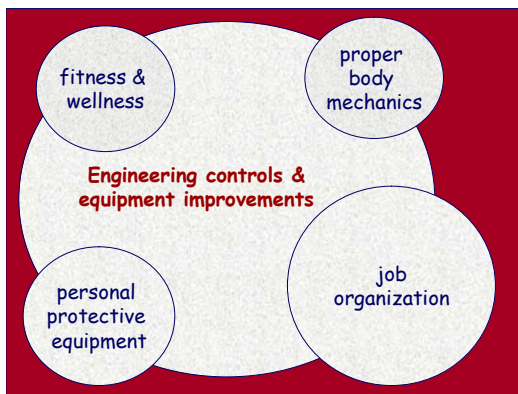 fitness &
wellness
proper
body
mechanics
Engineering controls &
equipment improvements
personal
protective
equipment
job
organization